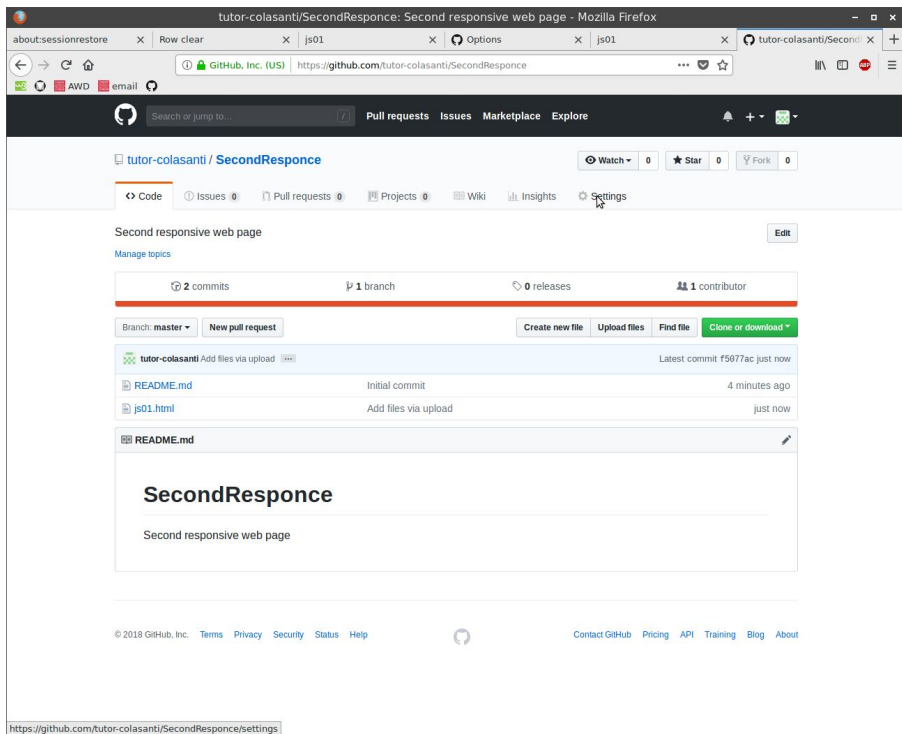 tutor-colasanti/SecondResponce: Second responsive web page - Mozilla Firefox
about:sessionrestore Row clear js01 Options js01 tutor-colasanti/Second
GitHub, Inc. (US) https://github.com/tutor-colasanti/SecondResponce
AWD email
Search or jump to... / Pull requests Issues Marketplace Explore
tutor-colasanti / SecondResponce Watch 0 Star 0 Fork 0
Code Issues 0 Pull requests 0 Projects 0 Wiki Insights Settings
Second responsive web page Edit
Manage topics
2 commits 1 branch 0 releases 1 contributor
Branch: master New pull request Create new file Upload files Find file Clone or download
tutor-colasanti Add files via upload ... Latest commit f5077ac just now
README.md Initial commit 4 minutes ago
js01.html Add files via upload just now
README.md
SecondResponce
Second responsive web page
© 2018 GitHub, Inc. Terms Privacy Security Status Help Contact GitHub Pricing API Training Blog About
https://github.com/tutor-colasanti/SecondResponce/settings